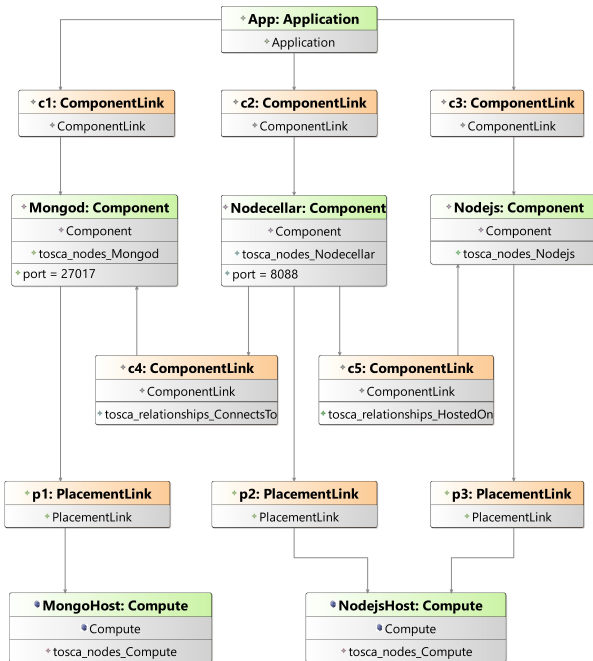 App: Application
Application
c1: ComponentLink
ComponentLink
c2: ComponentLink
ComponentLink
c3: ComponentLink
ComponentLink
Mongod: Component
Component
tosca_nodes_Mongod
port = 27017
Nodecellar: Component
Component
tosca_nodes_Nodecellar
port = 8088
Nodejs: Component
Component
tosca_nodes_Nodejs
c4: ComponentLink
ComponentLink
tosca_relationships_ConnectsTo
c5: ComponentLink
ComponentLink
tosca_relationships_HostedOn
p1: PlacementLink
PlacementLink
p2: PlacementLink
PlacementLink
p3: PlacementLink
PlacementLink
MongoHost: Compute
Compute
tosca_nodes_Compute
NodejsHost: Compute
Compute
tosca_nodes_Compute